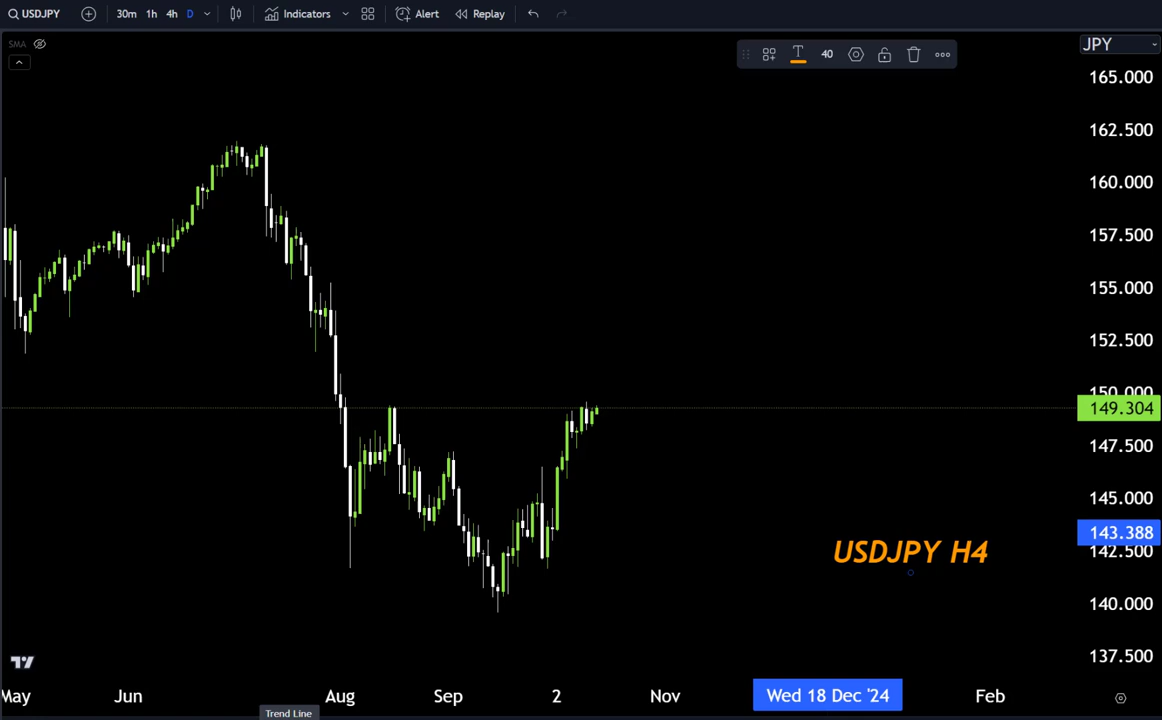 USDJPY 30m 1h 4h D Indicators Alert Replay
SMA
40
JPY
165.000
162.500
160.000
157.500
155.000
152.500
150.000
149.304
147.500
145.000
143.388
142.500
140.000
137.500
USDJPY H4
May Jun Aug Sep 2 Nov Wed 18 Dec '24 Feb
Trend Line